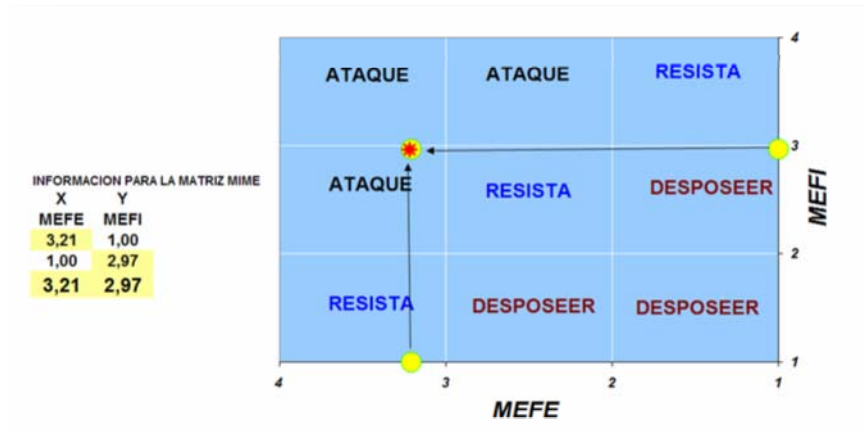 INFORMACION PARA LA MATRIZ MIME
X Y
MEFE MEFI
3,21 1,00
1,00 2,97
3,21 2,97
ATAQUE ATAQUE RESISTA
ATAQUE RESISTA DESPOSEER
RESISTA DESPOSEER DESPOSEER
4
3
2
1
MEFI
4 3 2 1
MEFE